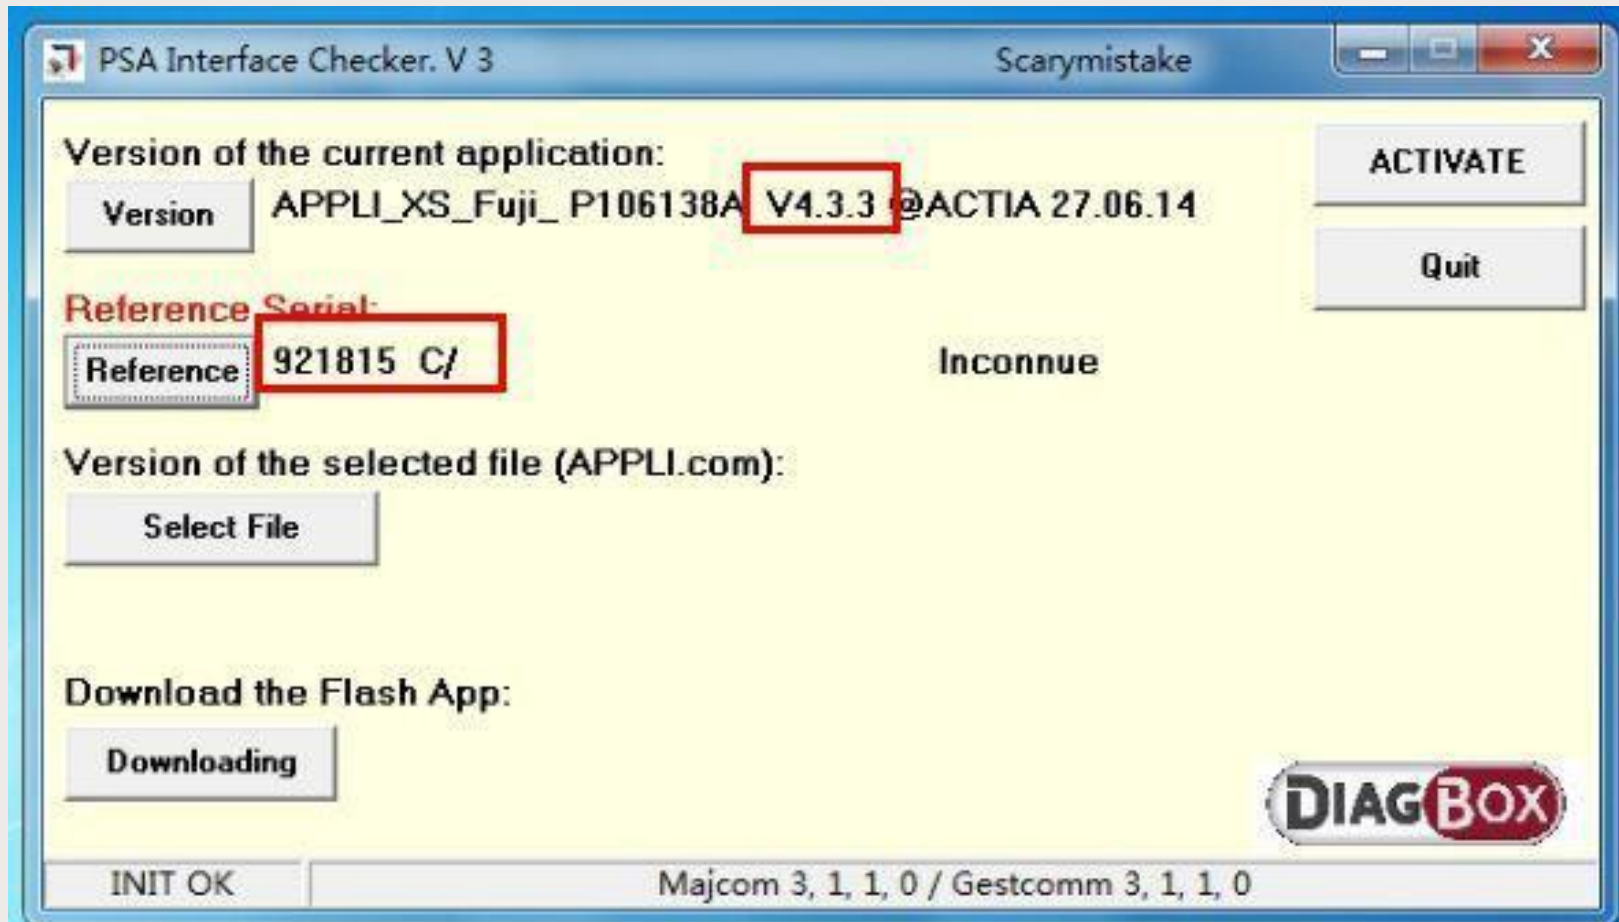 PSA Interface Checker. V 3 Scarymistake
Version of the current application:
ACTIVATE
Version APPLI_XS_Fuji_ P106138A V4.3.3 @ACTIA 27.06.14
Quit
Reference Serial:
Reference 921815 C/ Inconnue
Version of the selected file (APPLI.com):
Select File
Download the Flash App:
Downloading
DIAGBOX
INIT OK Majcom 3, 1, 1, 0 / Gestcomm 3, 1, 1, 0